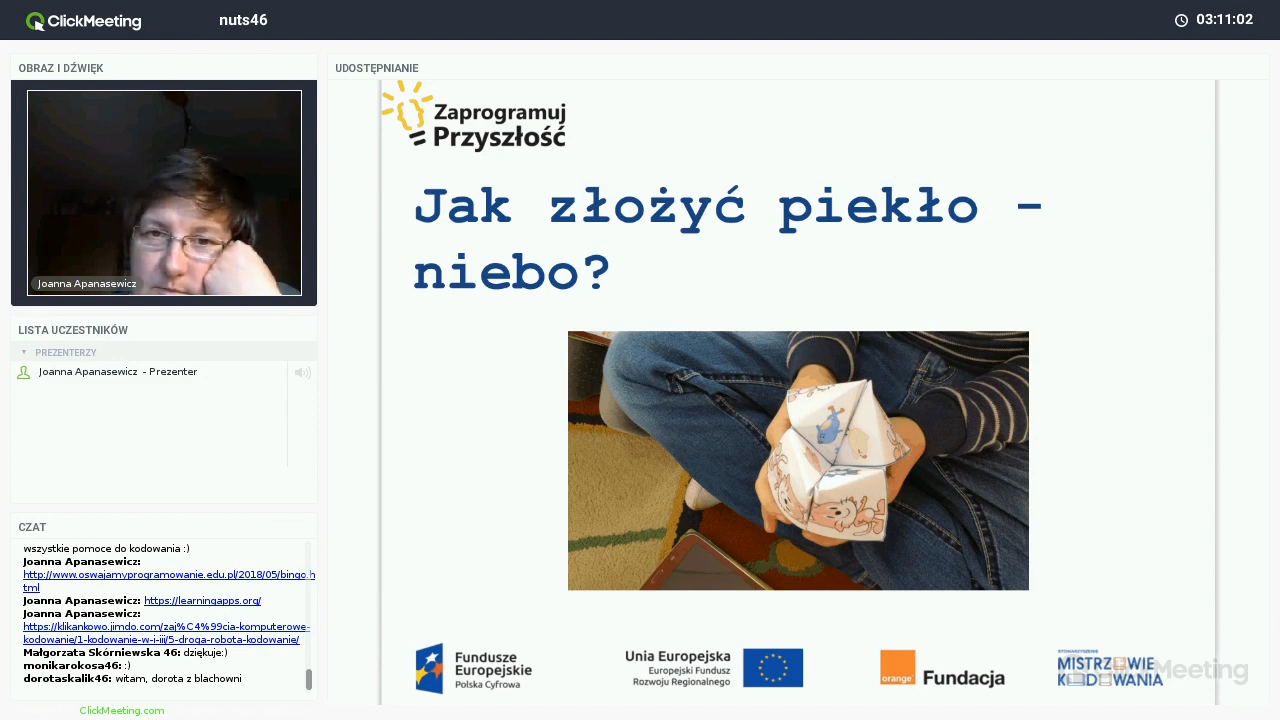 ClickMeeting
nuts46
03:11:02
OBRAZ I DŹWIĘK
Joanna Apanasewicz
LISTA UCZESTNIKÓW
PREZENTERZY
Joanna Apanasewicz - Prezenter
CZAT
wszystkie pomoce do kodowania :)
Joanna Apanasewicz:
http://www.oswajamyprogramowanie.edu.pl/2018/05/bingo.h
tml
Joanna Apanasewicz: https://learningapps.org/
Joanna Apanasewicz:
https://klikankowo.jimdo.com/zaj%C4%99cia-komputerowe-
kodowanie/1-kodowanie-w-i-iii/5-droga-robota-kodowanie/
Małgorzata Skórniewska 46: dziękuje:)
monikarokosa46: :)
dorotaskalik46: witam, dorota z blachowni
ClickMeeting.com
UDOSTĘPNIANIE
Zaprogramuj
Przyszłość
Jak złożyć piekło -
niebo?
Fundusze
Europejskie
Polska Cyfrowa
Unia Europejska
Europejski Fundusz
Rozwoju Regionalnego
orange
Fundacja
STOWARZYSZENIE
MISTRZOWIE
KODOWANIA
Meeting